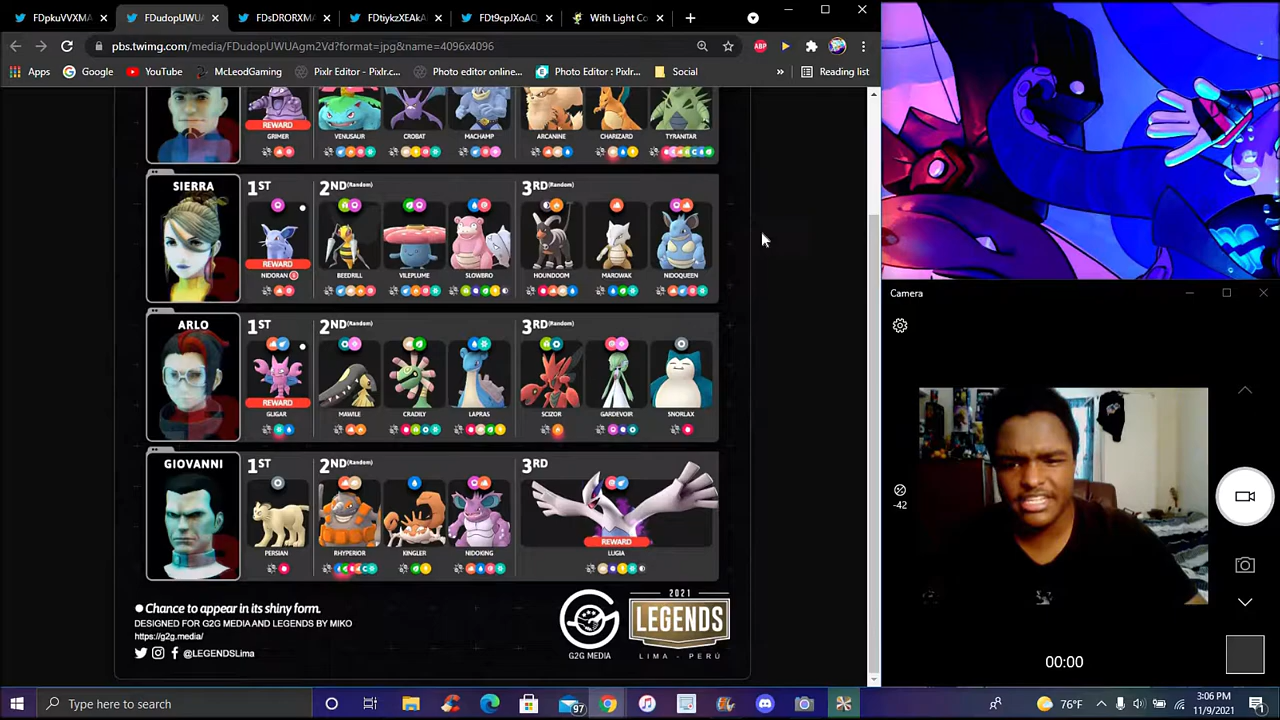 FDpkuVVXMA
FDudopUWU
FDsDRORXM
FDtiykzXEAkA
FDt9cpJXoAC
With Light Co
pbs.twimg.com/media/FDudopUWUAgm2Vd?format=jpg&name=4096x4096
ABP
Apps
Google
YouTube
McLeodGaming
Pixlr Editor - Pixlr.c...
Photo editor online...
Photo Editor : Pixlr...
Social
»
Reading list
REWARD
GRIMER
VENUSAUR
CROBAT
MACHAMP
ARCANINE
CHARIZARD
TYRANITAR
SIERRA
1ST
2ND(Random)
3RD(Random)
REWARD
NIDORAN
BEEDRILL
VILEPLUME
SLOWBRO
HOUNDOOM
MAROWAK
NIDOQUEEN
ARLO
1ST
2ND(Random)
3RD(Random)
REWARD
GLIGAR
MAWILE
CRADILY
LAPRAS
SCIZOR
GARDEVOIR
SNORLAX
GIOVANNI
1ST
2ND(Random)
3RD
PERSIAN
RHYPERIOR
KINGLER
NIDOKING
REWARD
LUGIA
Chance to appear in its shiny form.
DESIGNED FOR G2G MEDIA AND LEGENDS BY MIKO
https://g2g.media/
@LEGENDSLima
G2G MEDIA
2021
LEGENDS
LIMA - PERÚ
Camera
-42
00:00
Type here to search
97
76°F
3:06 PM
11/9/2021